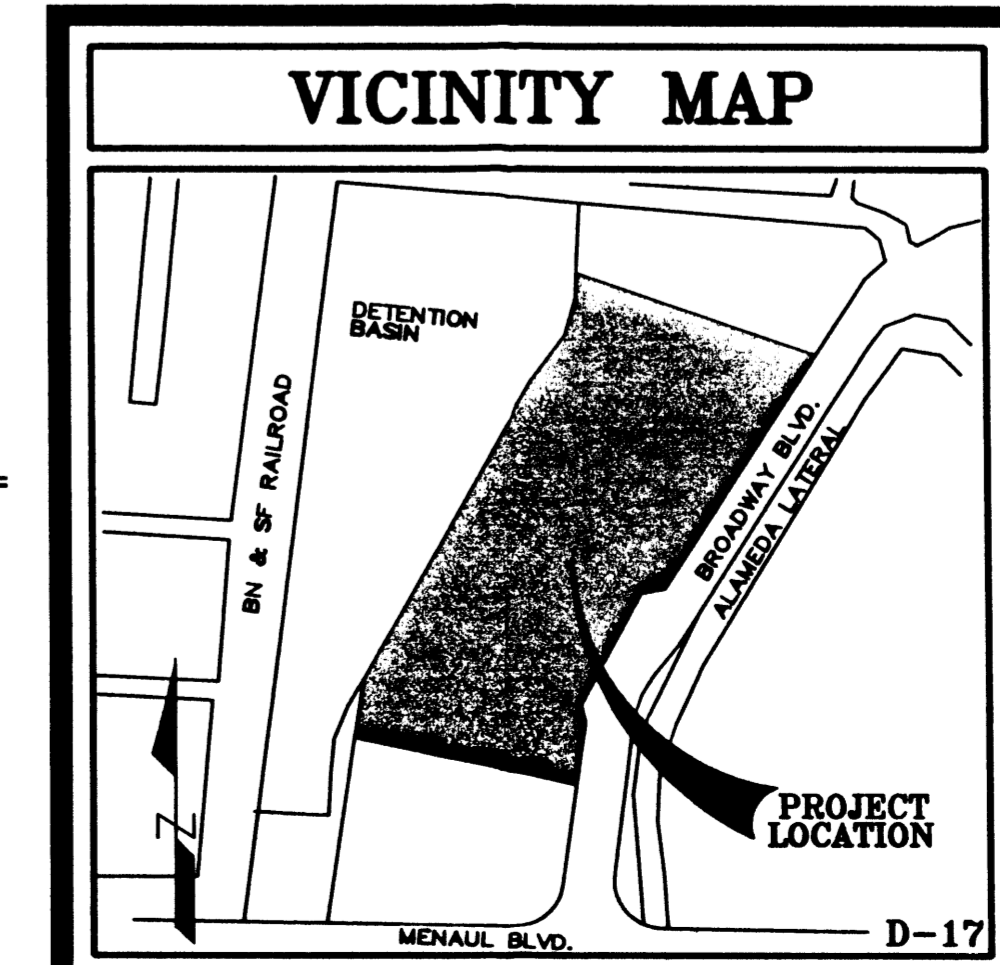 VICINITY MAP
DETENTION
BASIN
BN & SF RAILROAD
BROADWAY BLVD.
ALAMEDA LATERAL
N
PROJECT
LOCATION
MENAUL BLVD.
D-17